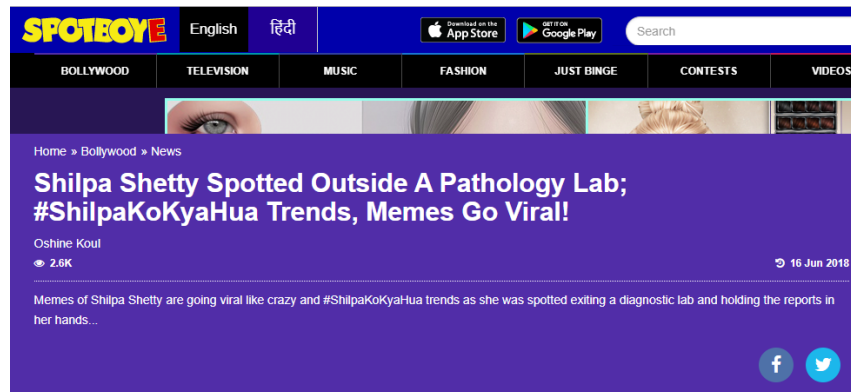 SPOTBOYE English हिंदी Download on the App Store GET IT ON Google Play Search
BOLLYWOOD TELEVISION MUSIC FASHION JUST BINGE CONTESTS VIDEOS
Home » Bollywood » News
Shilpa Shetty Spotted Outside A Pathology Lab;
#ShilpaKoKyaHua Trends, Memes Go Viral!
Oshine Koul
2.6K 16 Jun 2018
Memes of Shilpa Shetty are going viral like crazy and #ShilpaKoKyaHua trends as she was spotted exiting a diagnostic lab and holding the reports in
her hands...